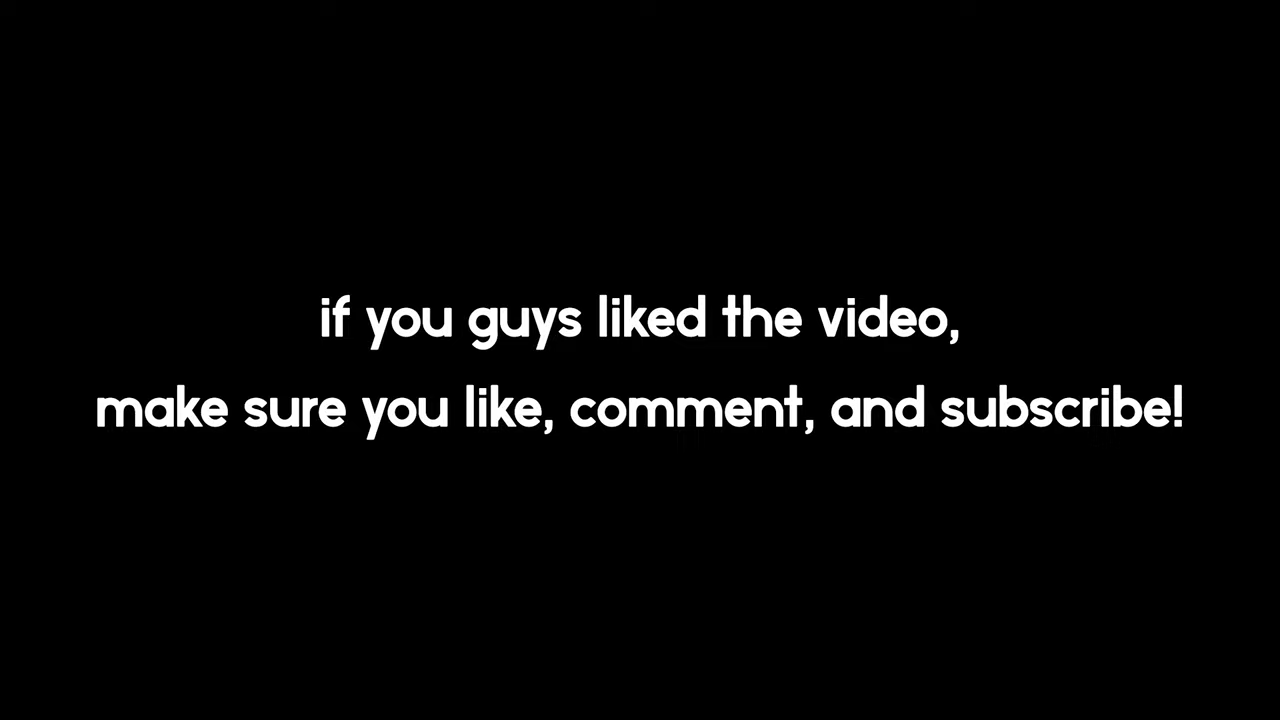 if you guys liked the video,
make sure you like, comment, and subscribe!